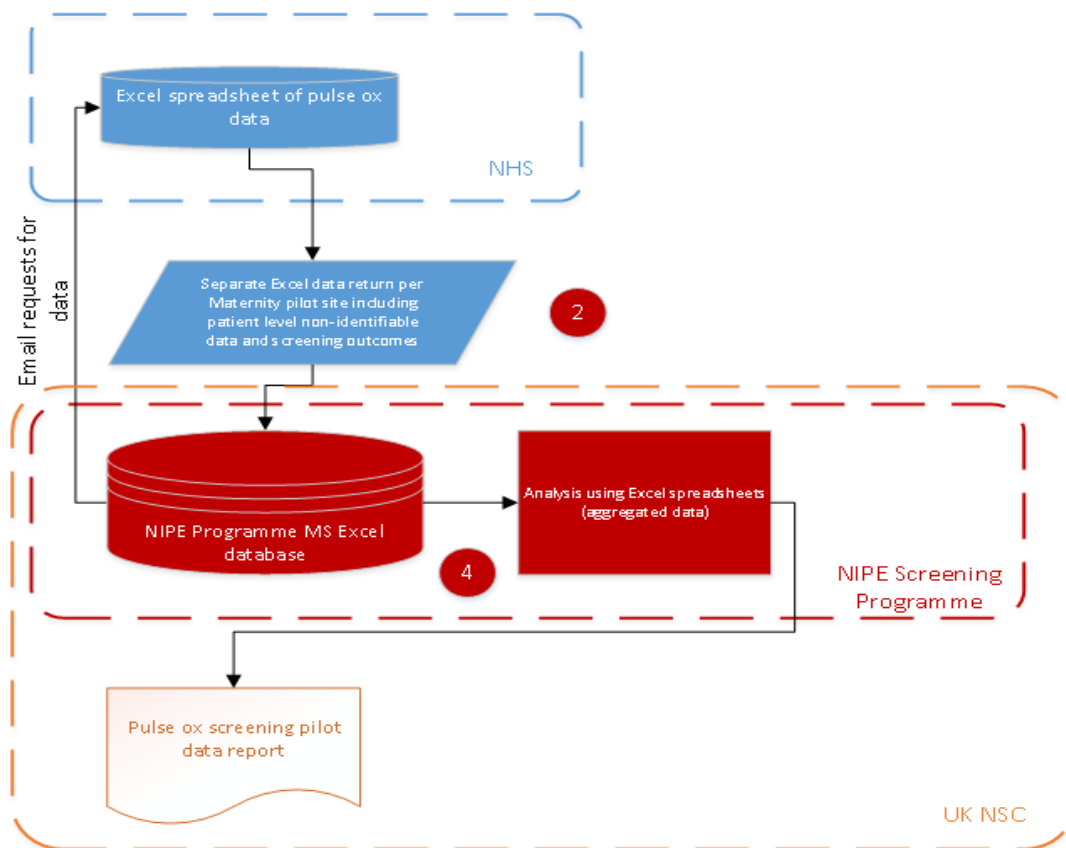 Excel spreadsheet of pulse ox
data
NHS
Email requests for
data
Separate Excel data return per
Maternity pilot site including
patient level non-identifiable
data and screening outcomes
2
NIPE Programme MS Excel
database
Analysis using Excel spreadsheets
(aggregated data)
4
NIPE Screening
Programme
Pulse ox screening pilot
data report
UK NSC